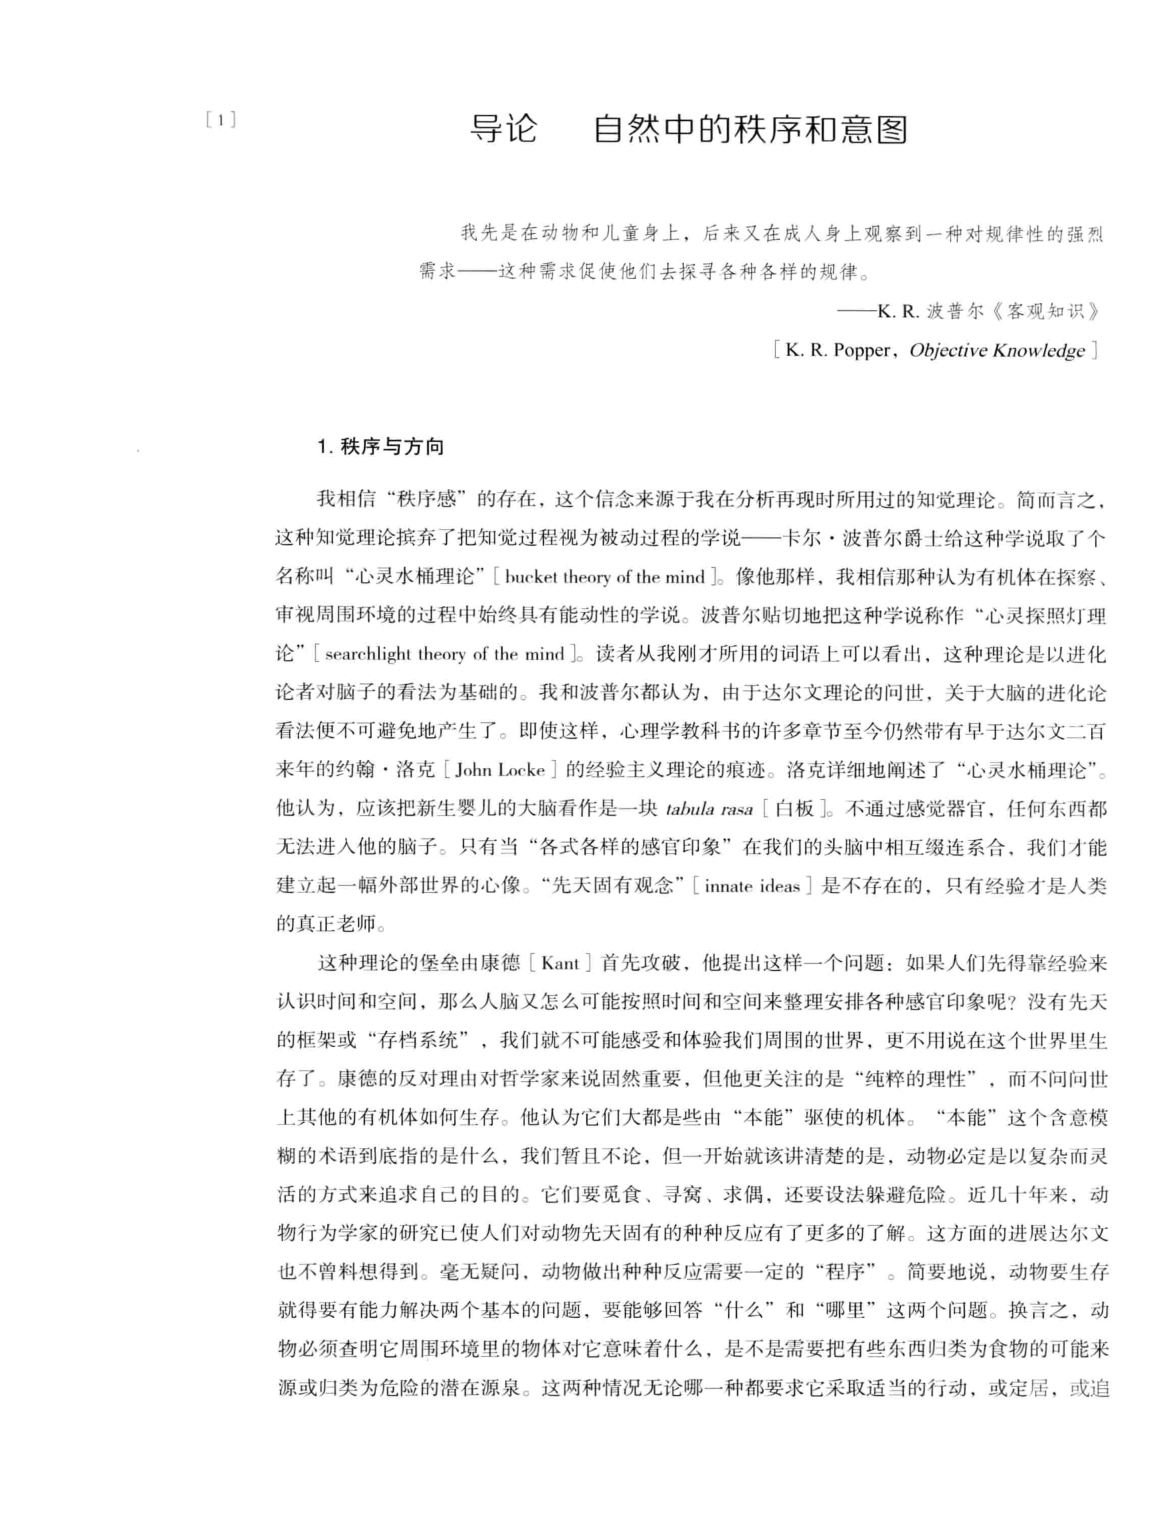 [1]
导论 自然中的秩序和意图
我先是在动物和儿童身上，后来又在成人身上观察到一种对规律性的强烈
需求——这种需求促使他们去探寻各种各样的规律。
——K. R. 波普尔《客观知识》
[K. R. Popper, Objective Knowledge]
1. 秩序与方向
我相信“秩序感”的存在，这个信念来源于我在分析再现时所用过的知觉理论。简而言之，
这种知觉理论摈弃了把知觉过程视为被动过程的学说——卡尔·波普尔爵士给这种学说取了个
名称叫“心灵水桶理论”[bucket theory of the mind]。像他那样，我相信那种认为有机体在探察、
审视周围环境的过程中始终具有能动性的学说。波普尔贴切地把这种学说称作“心灵探照灯理
论”[searchlight theory of the mind]。读者从我刚才所用的词语上可以看出，这种理论是以进化
论者对脑子的看法为基础的。我和波普尔都认为，由于达尔文理论的问世，关于大脑的进化论
看法便不可避免地产生了。即使这样，心理学教科书的许多章节至今仍然带有早于达尔文二百
来年的约翰·洛克[John Locke]的经验主义理论的痕迹。洛克详细地阐述了“心灵水桶理论”。
他认为，应该把新生婴儿的大脑看作是一块 tabula rasa [白板]。不通过感觉器官，任何东西都
无法进入他的脑子。只有当“各式各样的感官印象”在我们的头脑中相互缀连系合，我们才能
建立起一幅外部世界的心像。“先天固有观念”[innate ideas]是不存在的，只有经验才是人类
的真正老师。
这种理论的堡垒由康德[Kant]首先攻破，他提出这样一个问题：如果人们先得靠经验来
认识时间和空间，那么人脑又怎么可能按照时间和空间来整理安排各种感官印象呢？没有先天
的框架或“存档系统”，我们就不可能感受和体验我们周围的世界，更不用说在这个世界里生
存了。康德的反对理由对哲学家来说固然重要，但他更关注的是“纯粹的理性”，而不问问世
上其他的有机体如何生存。他认为它们大都是些由“本能”驱使的机体。“本能”这个含意模
糊的术语到底指的是什么，我们暂且不论，但一开始就该讲清楚的是，动物必定是以复杂而灵
活的方式来追求自己的目的。它们要觅食、寻窝、求偶，还要设法躲避危险。近几十年来，动
物行为学家的研究已使人们对动物先天固有的种种反应有了更多的了解。这方面的进展达尔文
也不曾料想得到。毫无疑问，动物做出种种反应需要一定的“程序”。简要地说，动物要生存
就得要有能力解决两个基本的问题，要能够回答“什么”和“哪里”这两个问题。换言之，动
物必须查明它周围环境里的物体对它意味着什么，是不是需要把有些东西归类为食物的可能来
源或归类为危险的潜在源泉。这两种情况无论哪一种都要求它采取适当的行动，或定居，或追